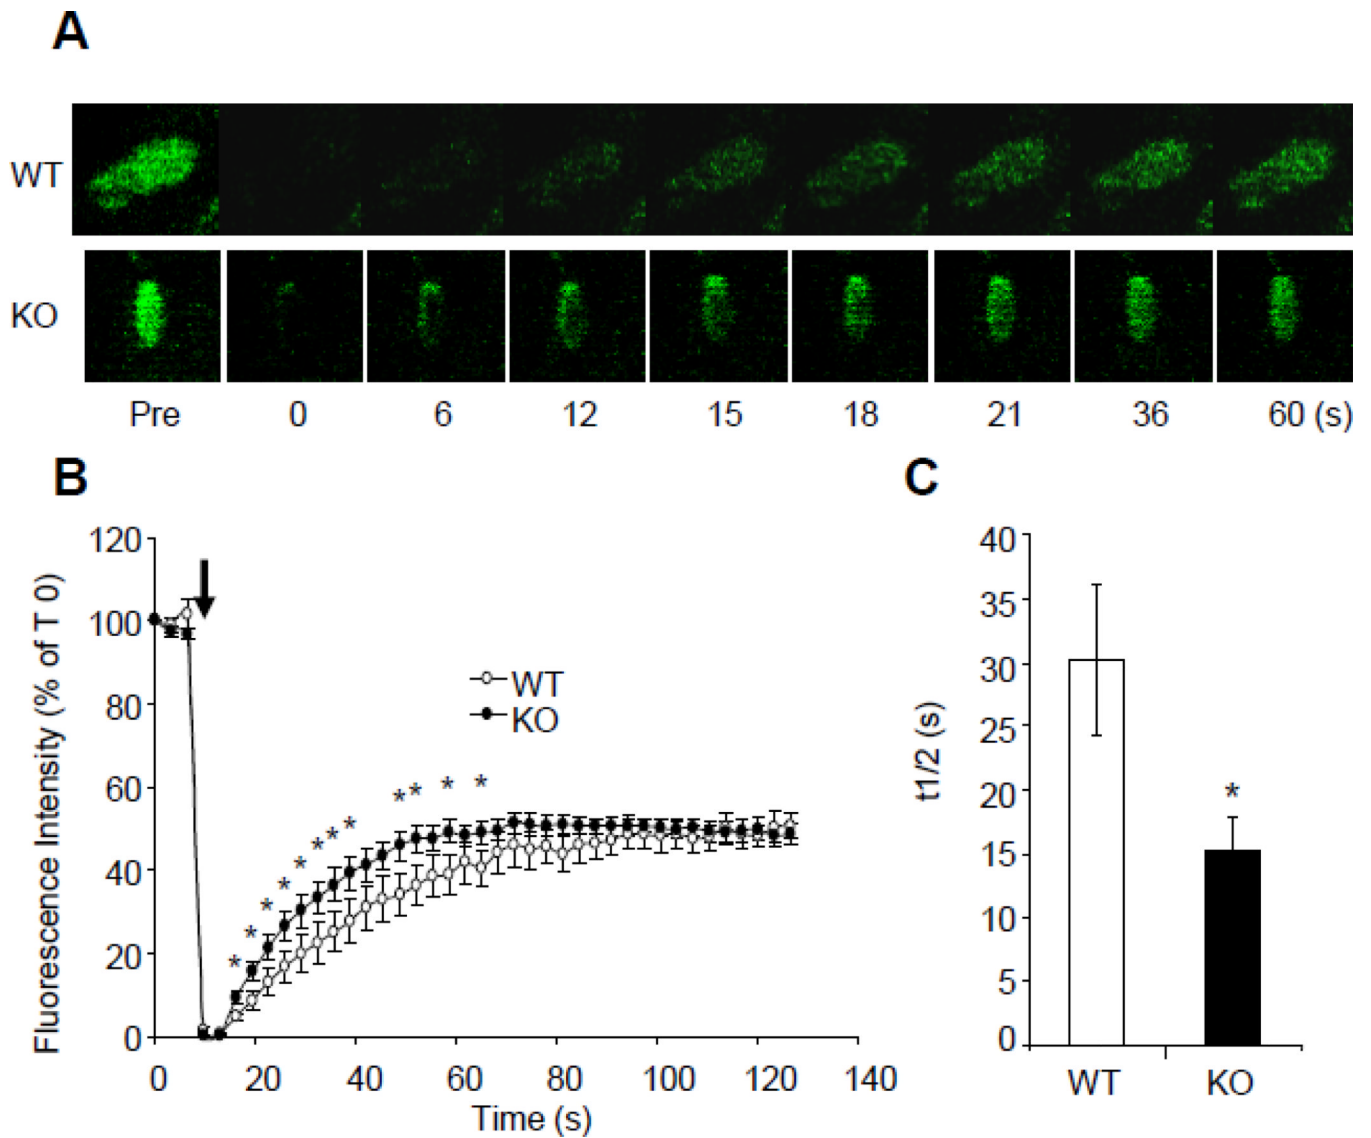 A
WT
KO
Pre 0 6 12 15 18 21 36 60 (s)
B
Fluorescence Intensity (% of T 0)
120
100
80
60
40
20
0
WT
KO
* * * * * * * * * * * *
0 20 40 60 80 100 120 140
Time (s)
C
t1/2 (s)
40
35
30
25
20
15
10
5
0
*
WT KO